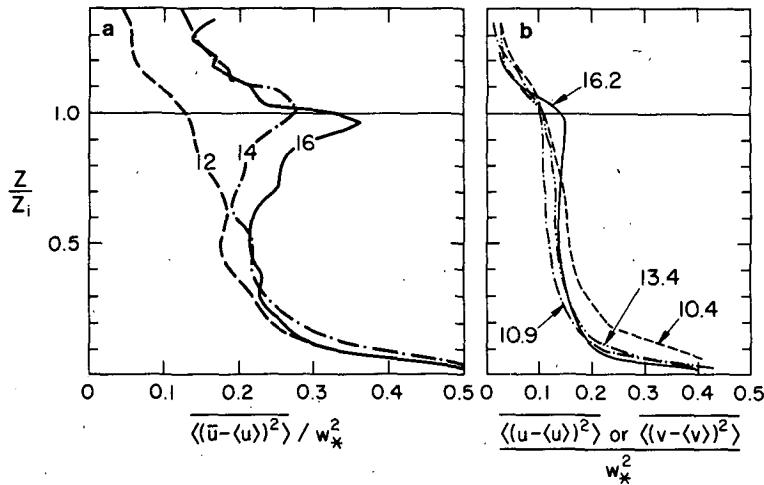 a
b
16.2
1.0
12
14
16
Z
Zᵢ
0.5
13.4
10.4
10.9
0
0 0.1 0.2 0.3 0.4 0.5
0 0.1 0.2 0.3 0.4 0.5
⟨(ū-⟨u⟩)²⟩ / w*²
⟨(u-⟨u⟩)²⟩ or ⟨(v-⟨v⟩)²⟩
w*²